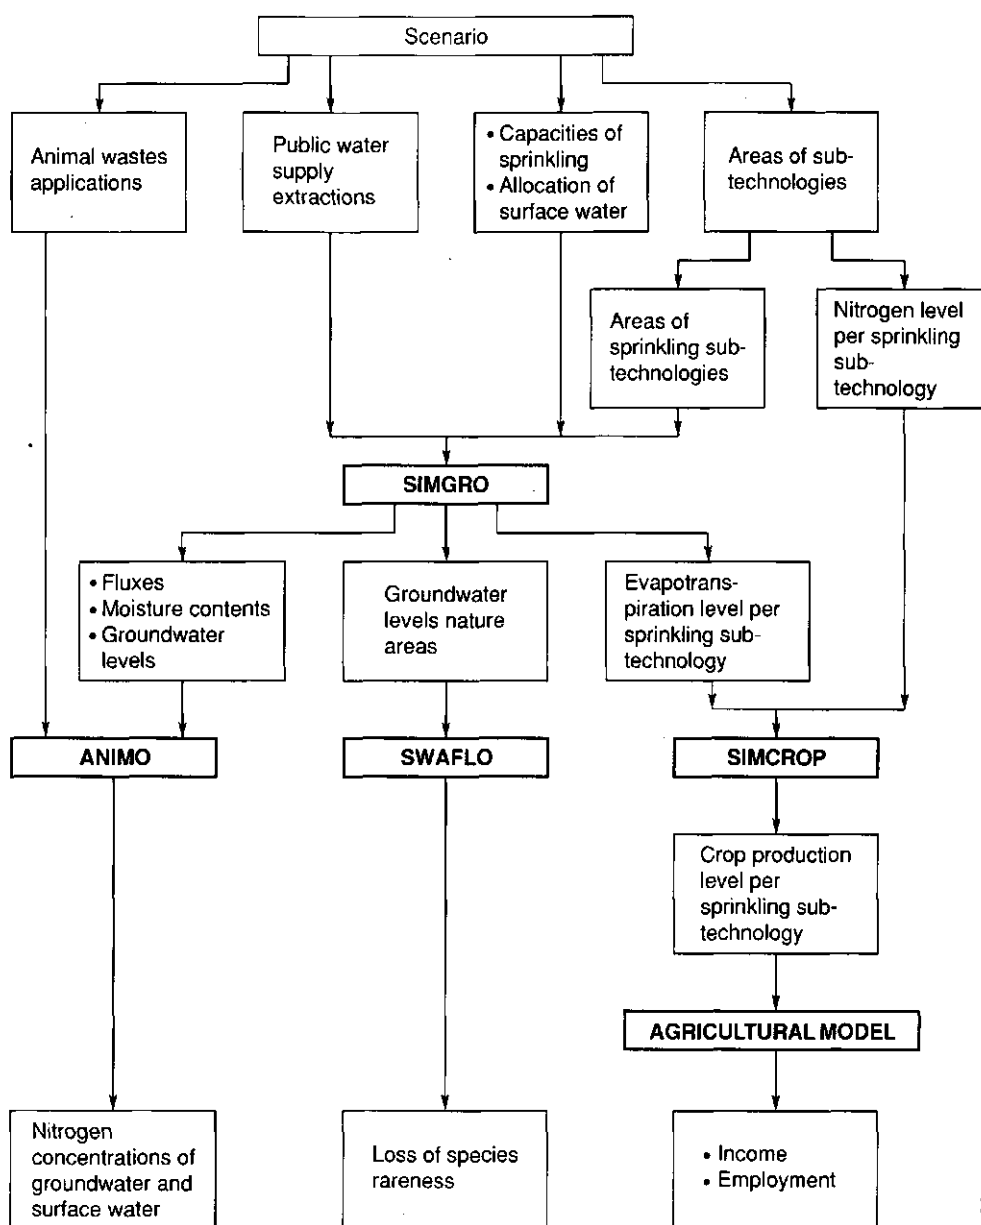 Scenario
Animal wastes
applications
Public water
supply
extractions
• Capacities of
sprinkling
• Allocation of
surface water
Areas of sub-
technologies
Areas of
sprinkling sub-
technologies
Nitrogen level
per sprinkling
sub-
technology
SIMGRO
• Fluxes
• Moisture contents
• Groundwater
levels
Groundwater
levels nature
areas
Evapotrans-
piration level per
sprinkling sub-
technology
ANIMO
SWAFLO
SIMCROP
Crop production
level per
sprinkling sub-
technology
AGRICULTURAL MODEL
Nitrogen
concentrations of
groundwater and
surface water
Loss of species
rareness
• Income
• Employment